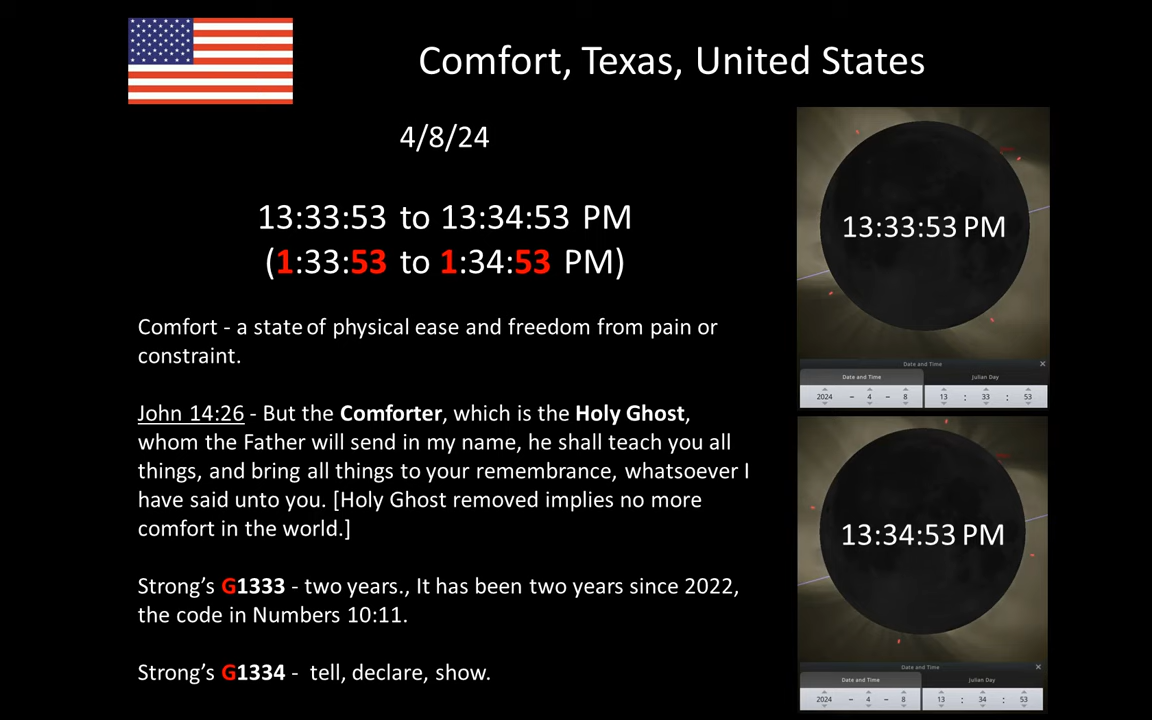 Comfort, Texas, United States
4/8/24
13:33:53 to 13:34:53 PM
(1:33:53 to 1:34:53 PM)
Comfort - a state of physical ease and freedom from pain or
constraint.
John 14:26 - But the Comforter, which is the Holy Ghost,
whom the Father will send in my name, he shall teach you all
things, and bring all things to your remembrance, whatsoever I
have said unto you. [Holy Ghost removed implies no more
comfort in the world.]
Strong's G1333 - two years., It has been two years since 2022,
the code in Numbers 10:11.
Strong's G1334 - tell, declare, show.
13:33:53 PM
Date and Time
Date and Time Julian Day
2024 - 4 - 8 13 : 33 : 53
13:34:53 PM
Date and Time
Date and Time Julian Day
2024 - 4 - 8 13 : 34 : 53